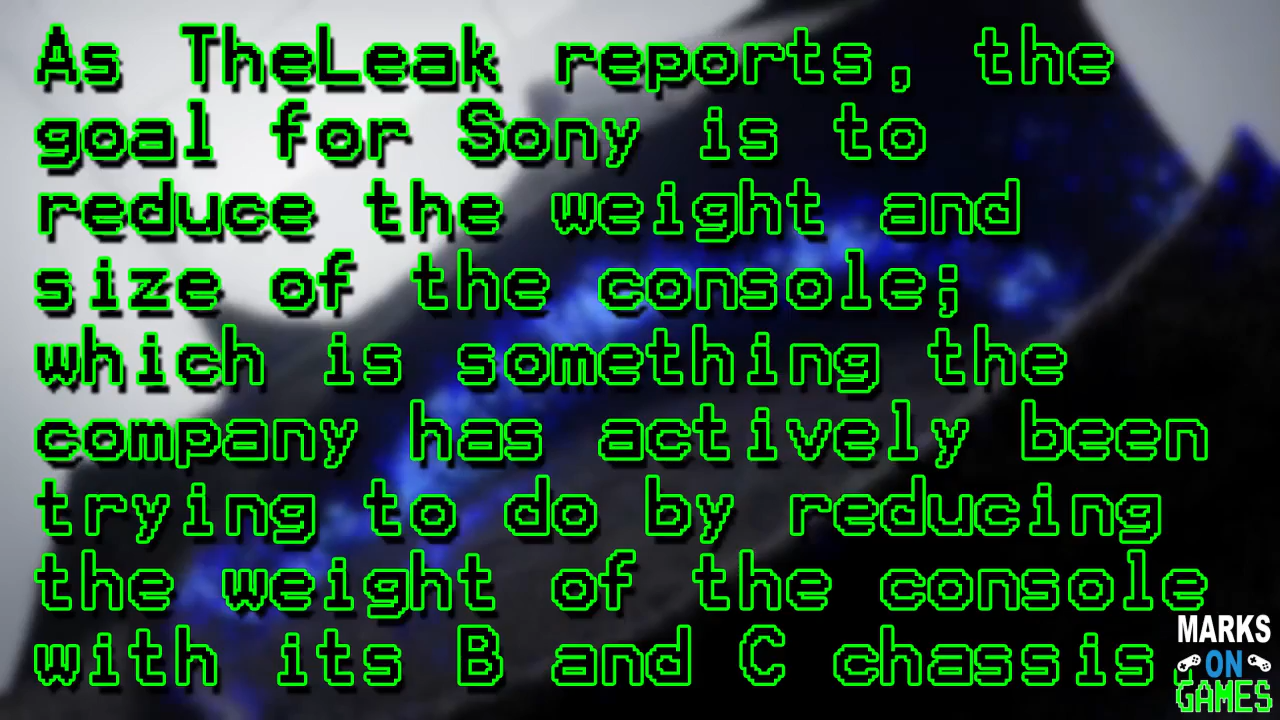 As TheLeak reports, the
goal for Sony is to
reduce the weight and
size of the console;
which is something the
company has actively been
trying to do by reducing
the weight of the console
with its B and C chassis.
MARKS
ON
GAMES